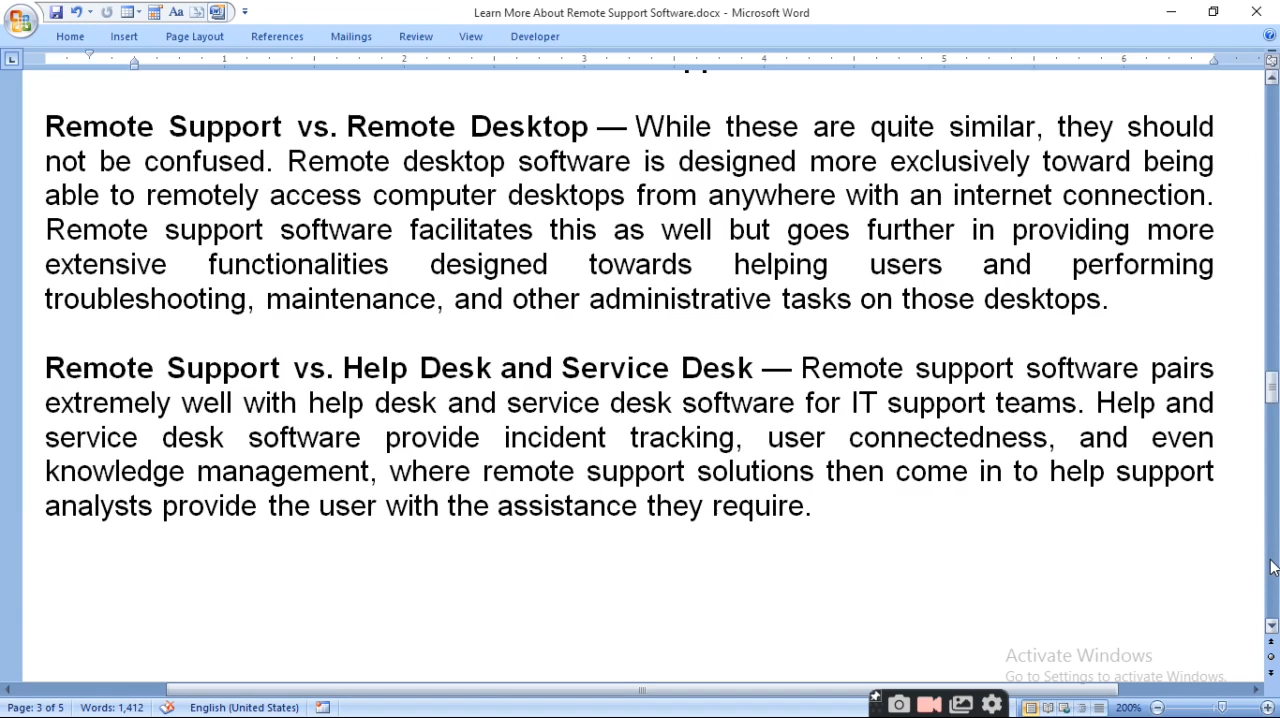 Learn More About Remote Support Software.docx - Microsoft Word
Home Insert Page Layout References Mailings Review View Developer
1 2 3 4 5 6
Remote Support vs. Remote Desktop — While these are quite similar, they should
not be confused. Remote desktop software is designed more exclusively toward being
able to remotely access computer desktops from anywhere with an internet connection.
Remote support software facilitates this as well but goes further in providing more
extensive functionalities designed towards helping users and performing
troubleshooting, maintenance, and other administrative tasks on those desktops.
Remote Support vs. Help Desk and Service Desk — Remote support software pairs
extremely well with help desk and service desk software for IT support teams. Help and
service desk software provide incident tracking, user connectedness, and even
knowledge management, where remote support solutions then come in to help support
analysts provide the user with the assistance they require.
Activate Windows
Go to Settings to activate Windows.
Page: 3 of 5 Words: 1,412 English (United States) 200%